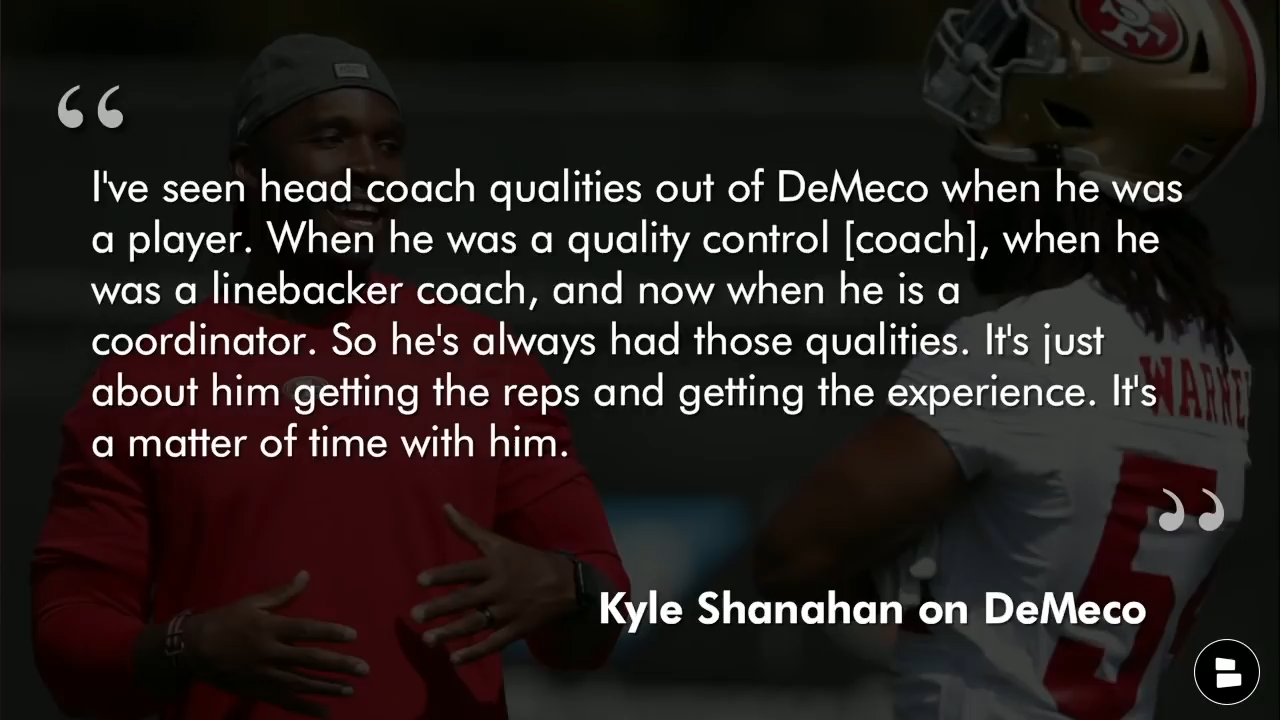 “
I've seen head coach qualities out of DeMeco when he was
a player. When he was a quality control [coach], when he
was a linebacker coach, and now when he is a
coordinator. So he's always had those qualities. It's just
about him getting the reps and getting the experience. It's
a matter of time with him.
”
Kyle Shanahan on DeMeco
WARNE
5